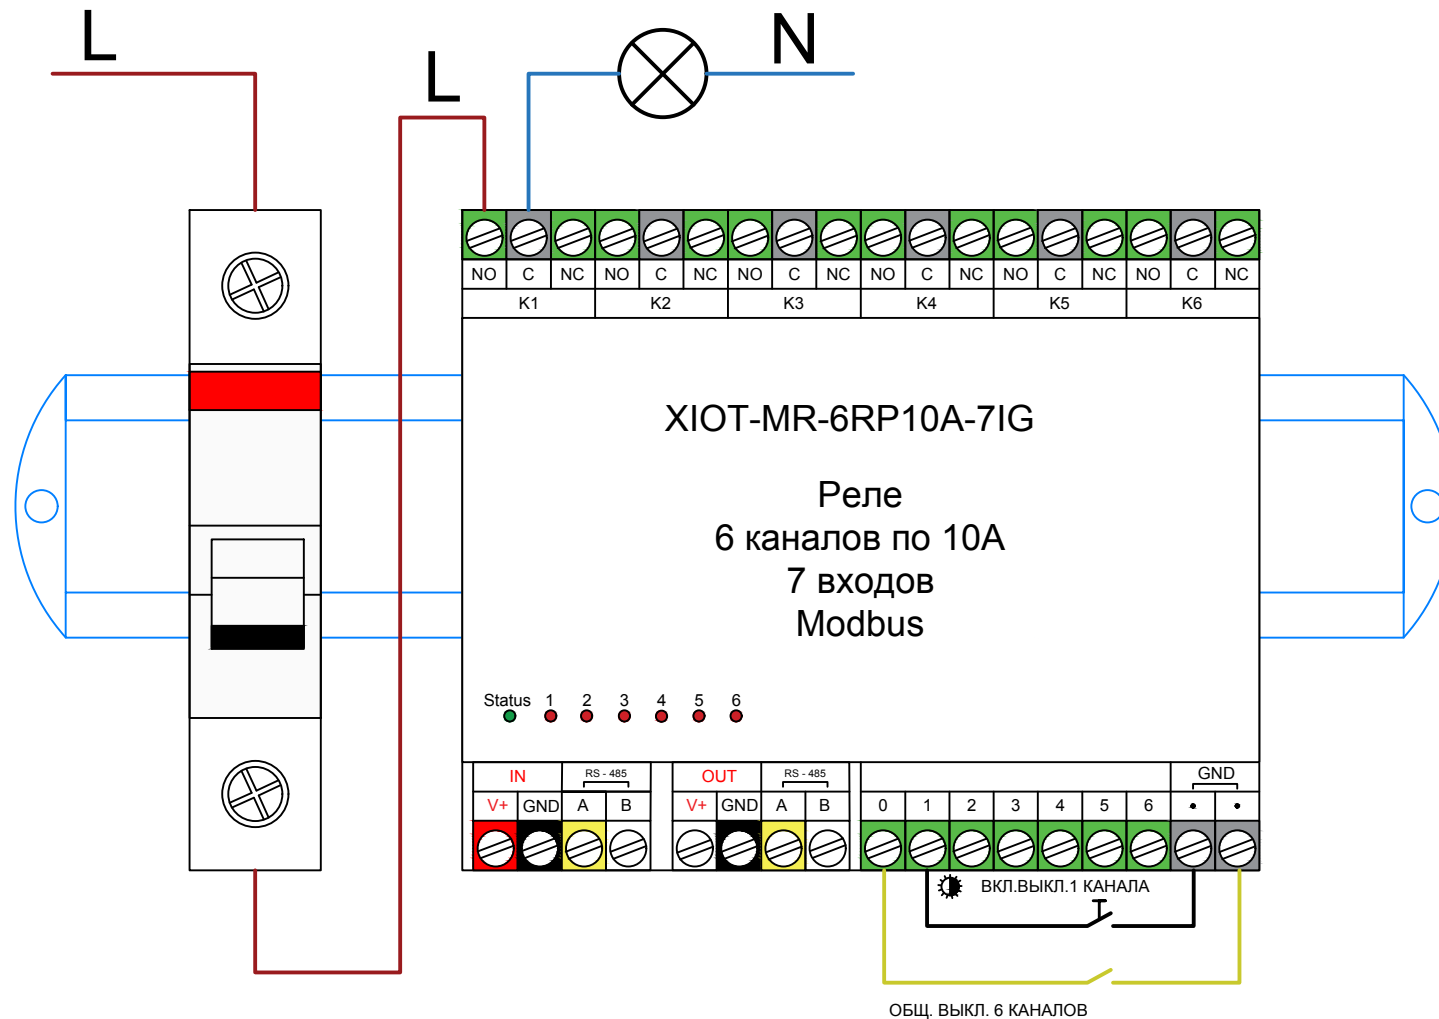 L
L
N
NO C NC NO C NC NO C NC NO C NC NO C NC NO C NC
K1 K2 K3 K4 K5 K6
XIOT-MR-6RP10A-7IG
Реле
6 каналов по 10А
7 входов
Modbus
Status 1 2 3 4 5 6
IN RS - 485 OUT RS - 485 GND
V+ GND A B V+ GND A B 0 1 2 3 4 5 6 • •
ВКЛ.ВЫКЛ.1 КАНАЛА
ОБЩ. ВЫКЛ. 6 КАНАЛОВ